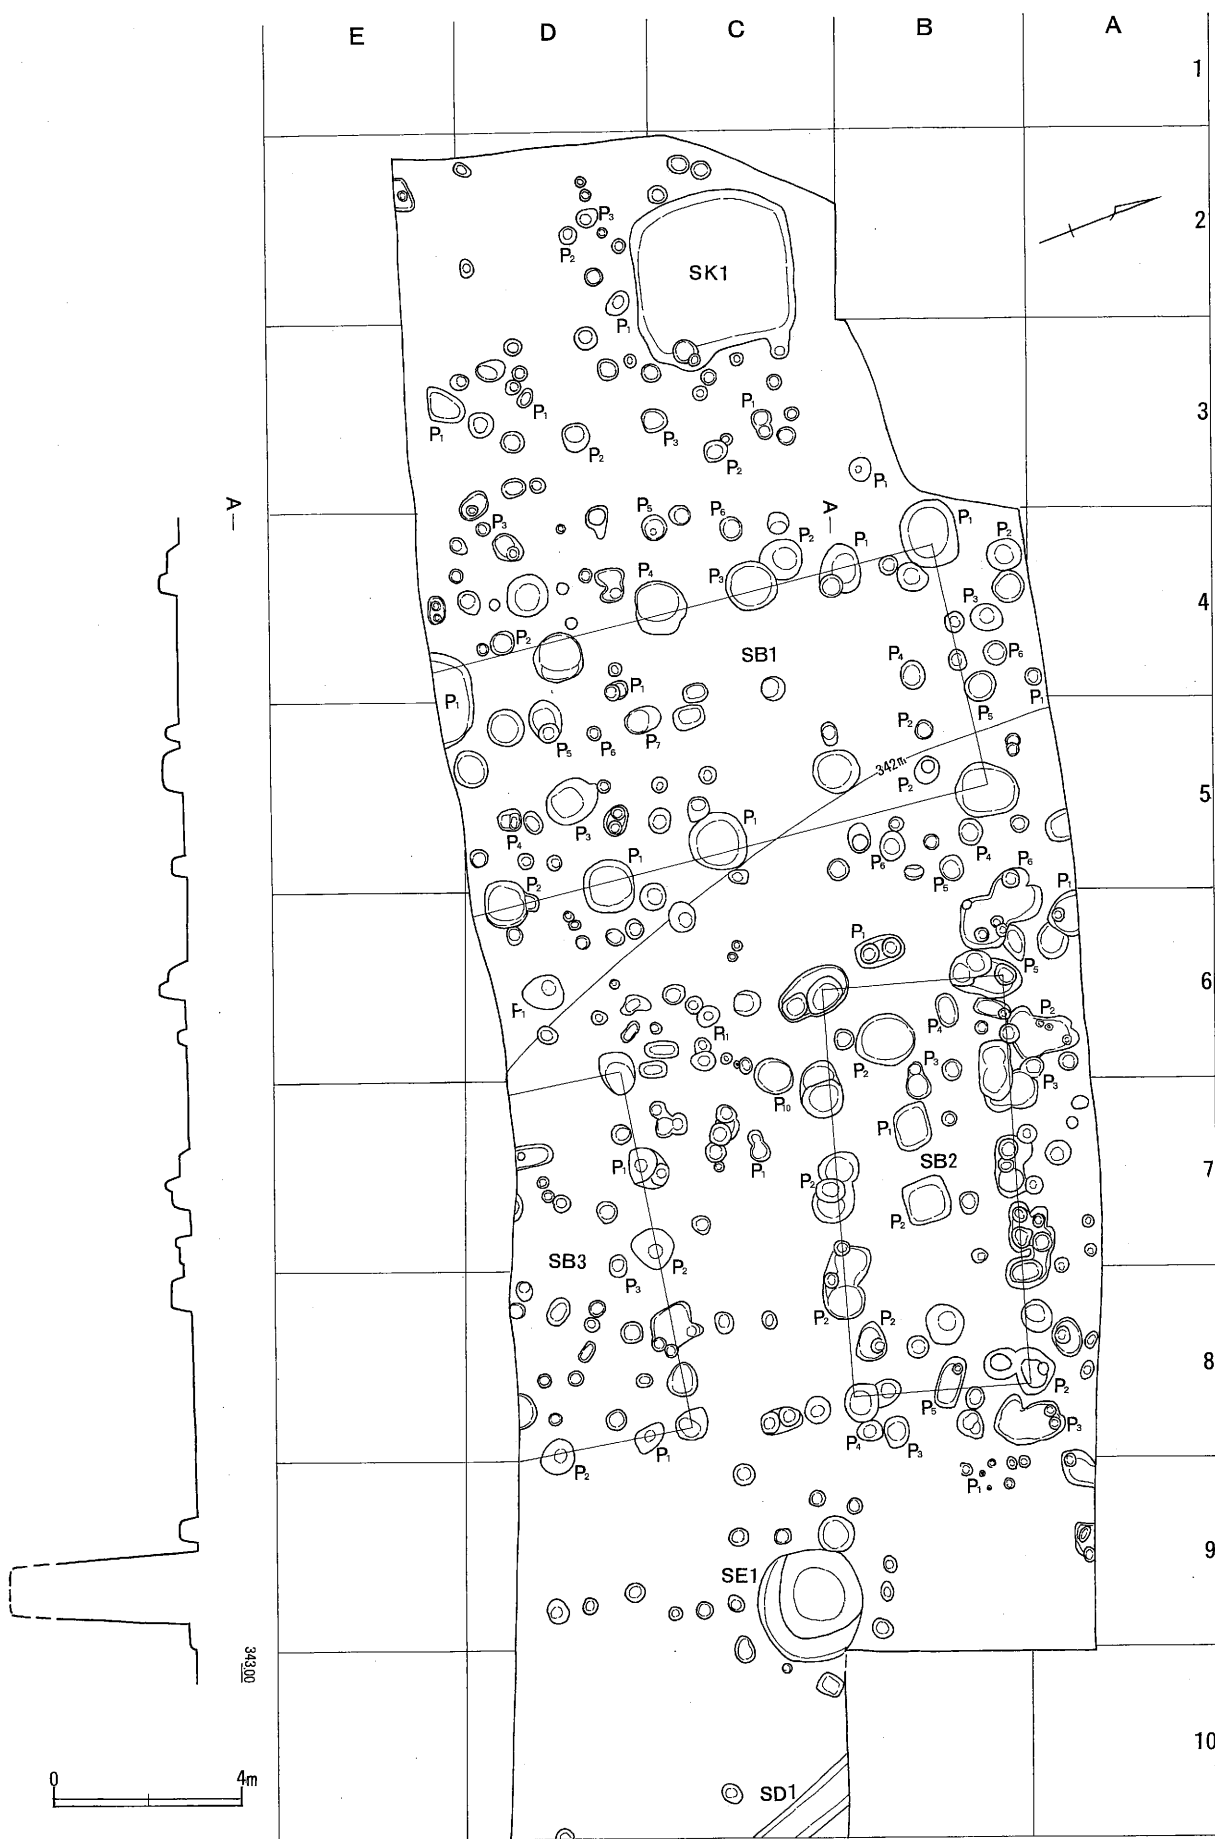 E D C B A
1
2
P₃
P₂
SK1
P₁
3
P₁
P₁
P₂
P₃
P₁
P₂
P₁
A
A
P₃
P₅
P₆
P₂
P₁
P₁
P₂
4
P₄
P₃
P₃
P₂
SB1
P₄
P₆
P₁
P₁
P₅
P₁
P₅
P₆
P₇
P₂
342m
P₂
5
P₃
P₄
P₁
P₆
P₄
P₅
P₆
P₁
P₂
P₁
P₁
P₅
6
P₁
P₁₁
P₄
P₂
P₂
P₃
P₃
P₁₀
P₁
P₁
P₁
7
P₂
SB2
P₂
SB3
P₃
P₂
P₂
P₂
8
P₅
P₂
P₄
P₃
P₃
P₁
P₂
P₁
9
SE1
343.00
10
0 4m
SD1